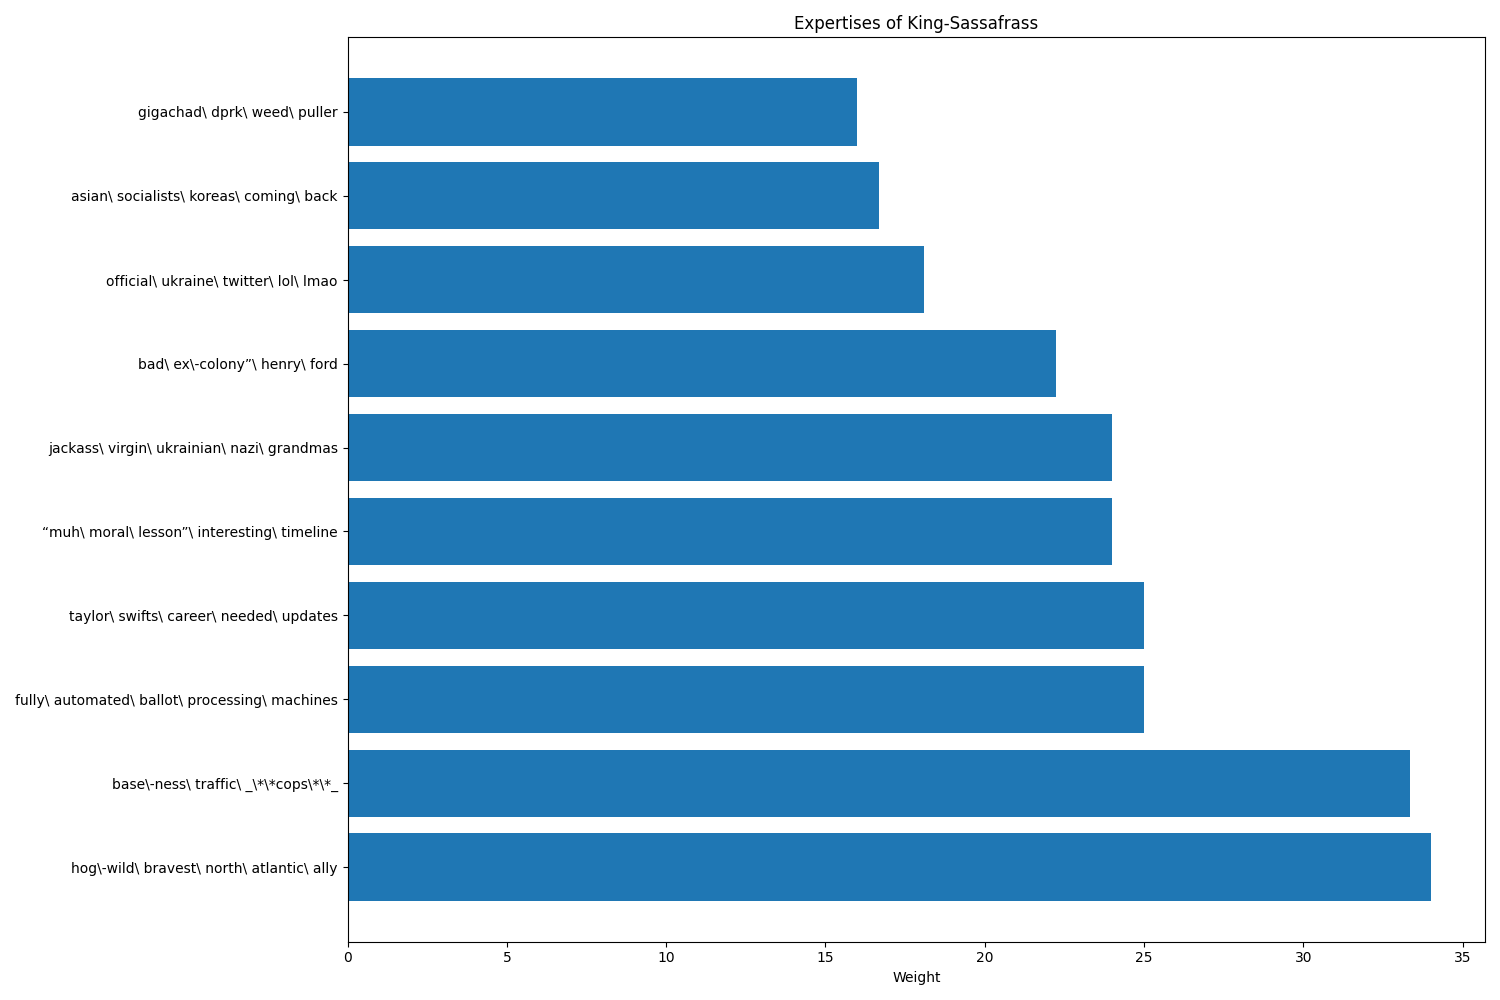 Expertises of King-Sassafrass
gigachad\ dprk\ weed\ puller
asian\ socialists\ koreas\ coming\ back
official\ ukraine\ twitter\ lol\ lmao
bad\ ex\-colony”\ henry\ ford
jackass\ virgin\ ukrainian\ nazi\ grandmas
“muh\ moral\ lesson”\ interesting\ timeline
taylor\ swifts\ career\ needed\ updates
fully\ automated\ ballot\ processing\ machines
base\-ness\ traffic\ _\*\*cops\*\*_
hog\-wild\ bravest\ north\ atlantic\ ally
0 5 10 15 20 25 30 35
Weight